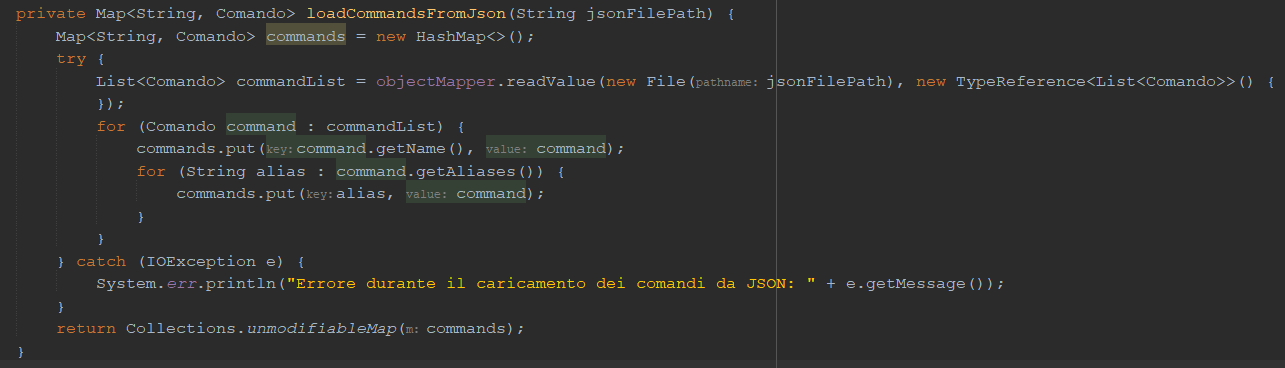 private Map<String, Comando> loadCommandsFromJson(String jsonFilePath) {
    Map<String, Comando> commands = new HashMap<>();
    try {
        List<Comando> commandList = objectMapper.readValue(new File( pathname: jsonFilePath), new TypeReference<List<Comando>>() {
        });
        for (Comando command : commandList) {
            commands.put( key: command.getName(), value: command);
            for (String alias : command.getAliases()) {
                commands.put( key: alias, value: command);
            }
        }
    } catch (IOException e) {
        System.err.println("Errore durante il caricamento dei comandi da JSON: " + e.getMessage());
    }
    return Collections.unmodifiableMap( m: commands);
}